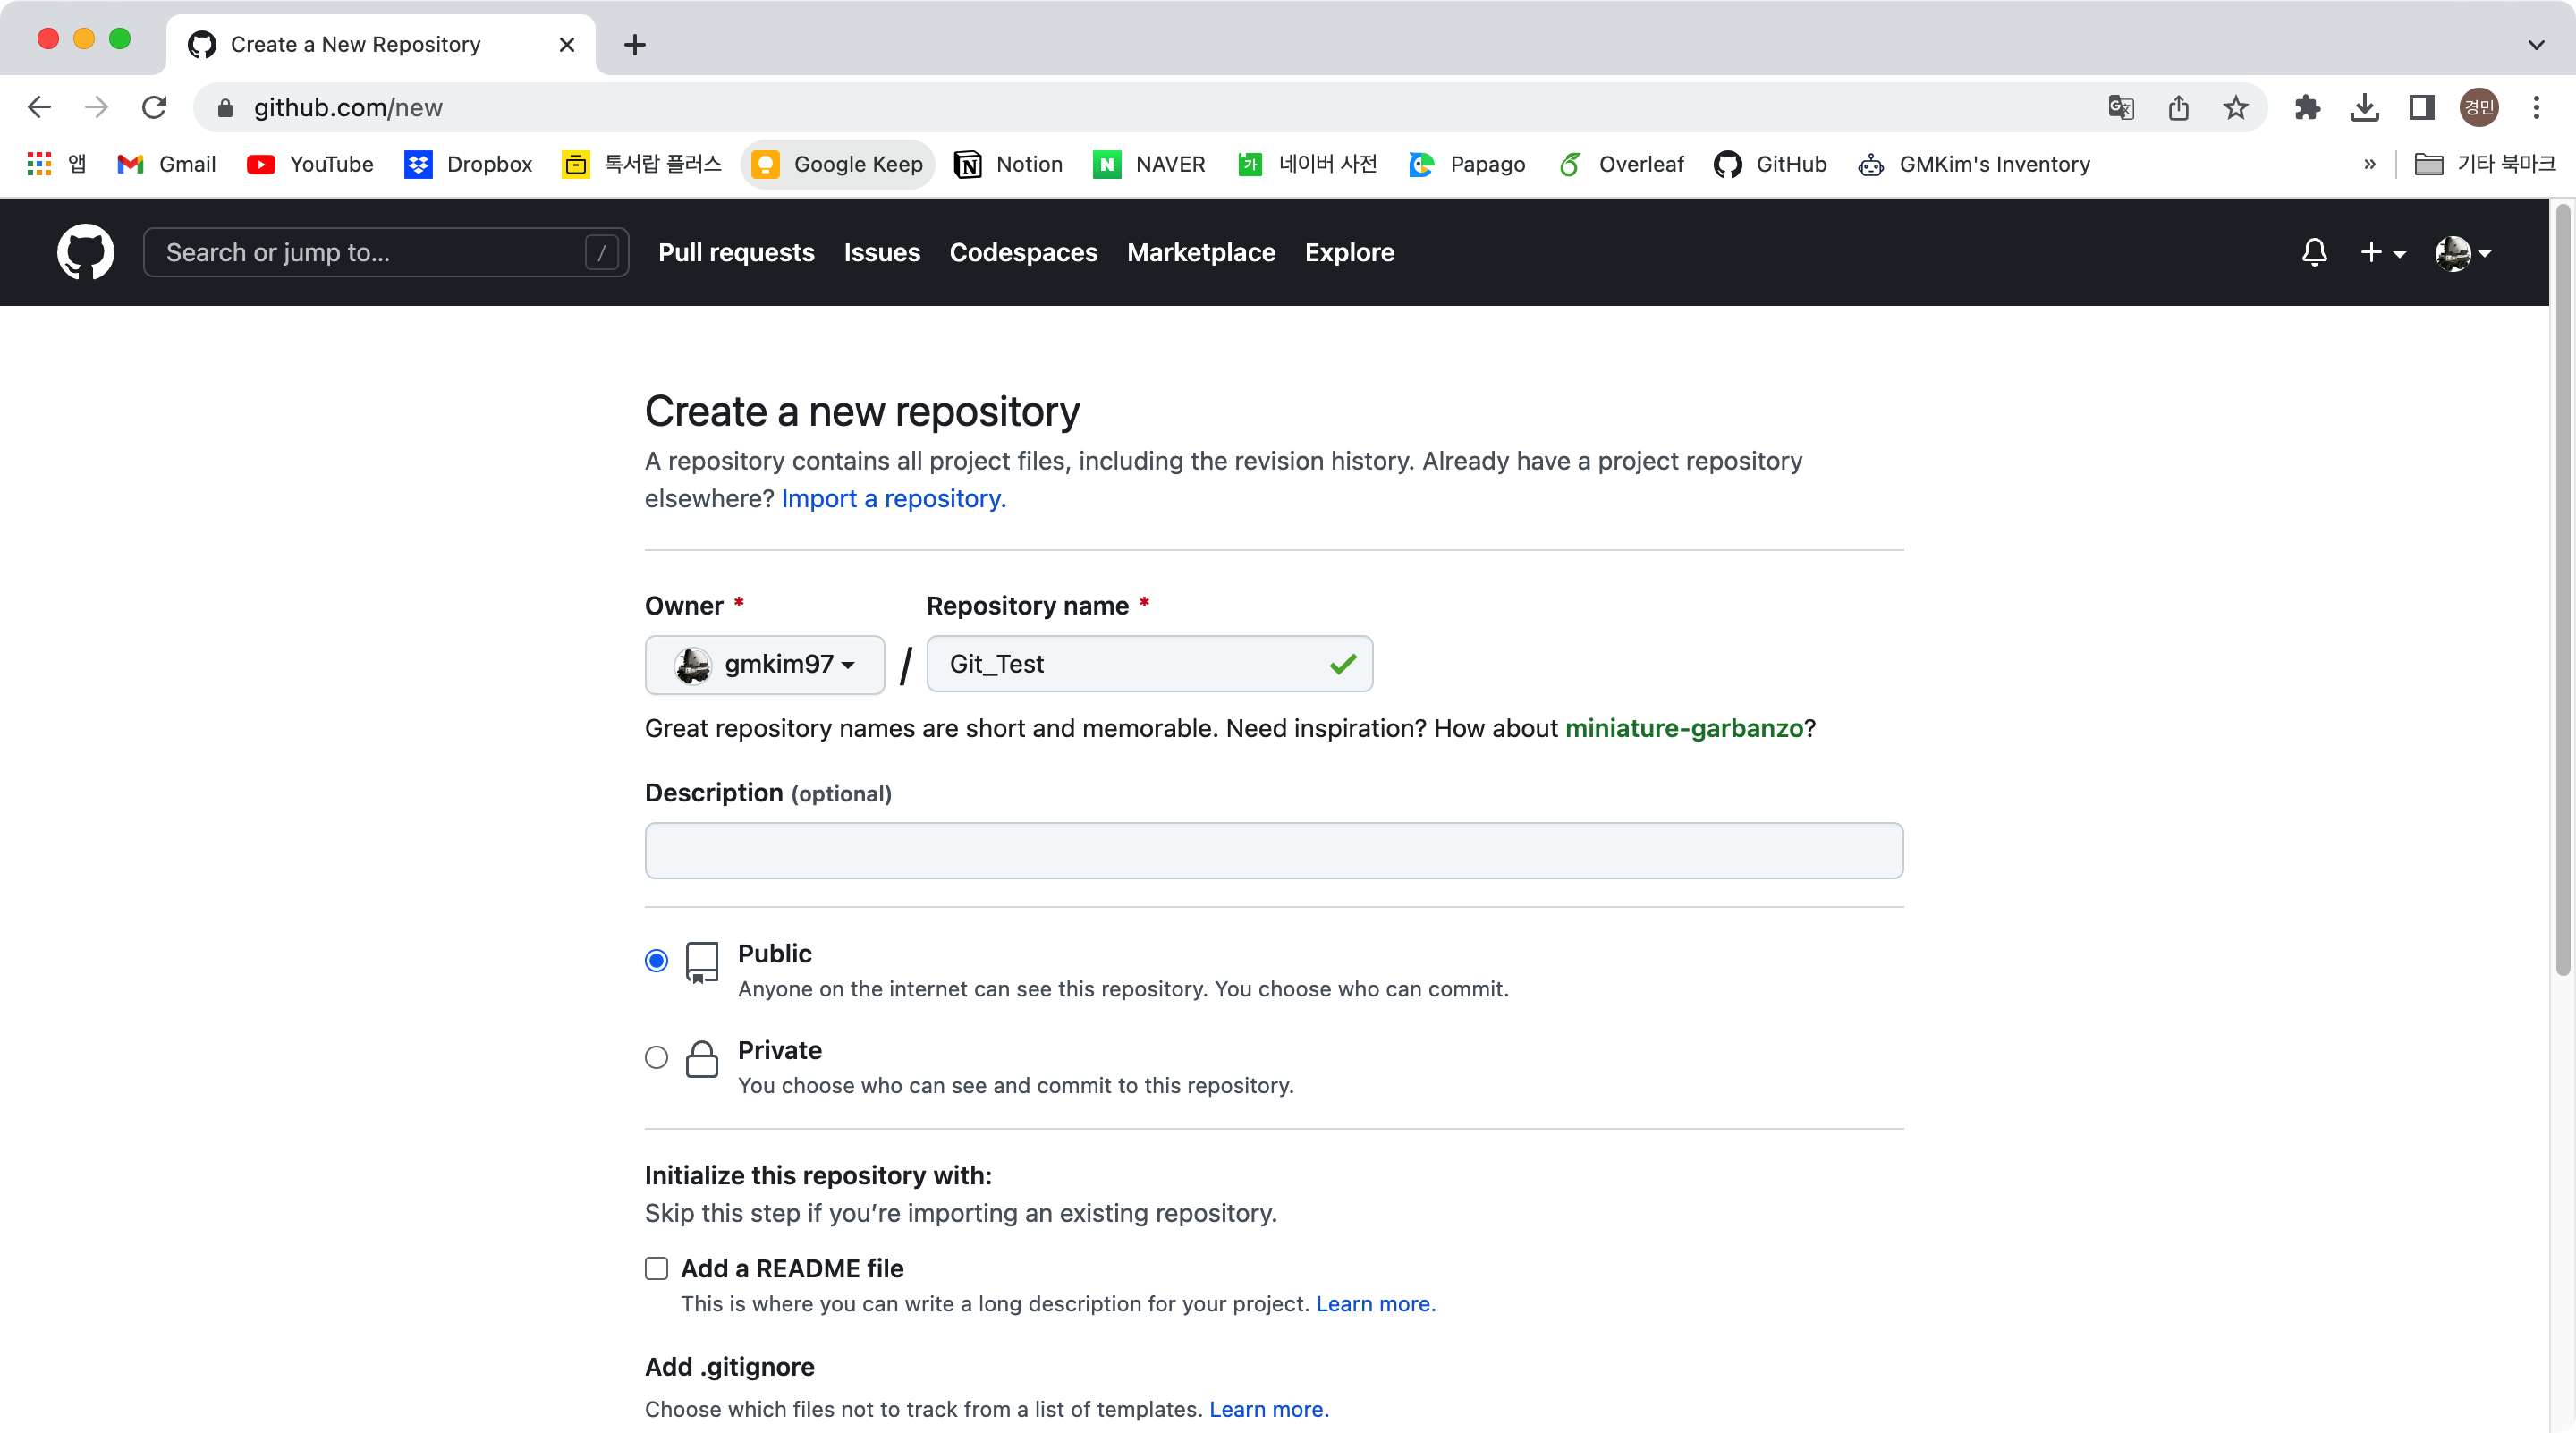 Create a New Repository
github.com/new
경민
앱 Gmail YouTube Dropbox 톡서랍 플러스 Google Keep Notion NAVER 네이버 사전 Papago Overleaf GitHub GMKim's Inventory » 기타 북마크
Search or jump to... / Pull requests Issues Codespaces Marketplace Explore
Create a new repository
A repository contains all project files, including the revision history. Already have a project repository
elsewhere? Import a repository.
Owner * Repository name *
gmkim97 / Git_Test
Great repository names are short and memorable. Need inspiration? How about miniature-garbanzo?
Description (optional)
Public
Anyone on the internet can see this repository. You choose who can commit.
Private
You choose who can see and commit to this repository.
Initialize this repository with:
Skip this step if you’re importing an existing repository.
Add a README file
This is where you can write a long description for your project. Learn more.
Add .gitignore
Choose which files not to track from a list of templates. Learn more.